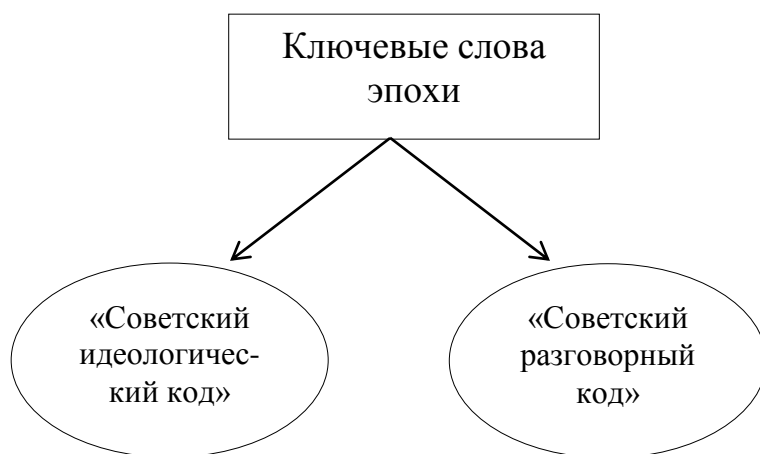 Ключевые слова
эпохи
«Советский
идеологичес-
кий код»
«Советский
разговорный
код»